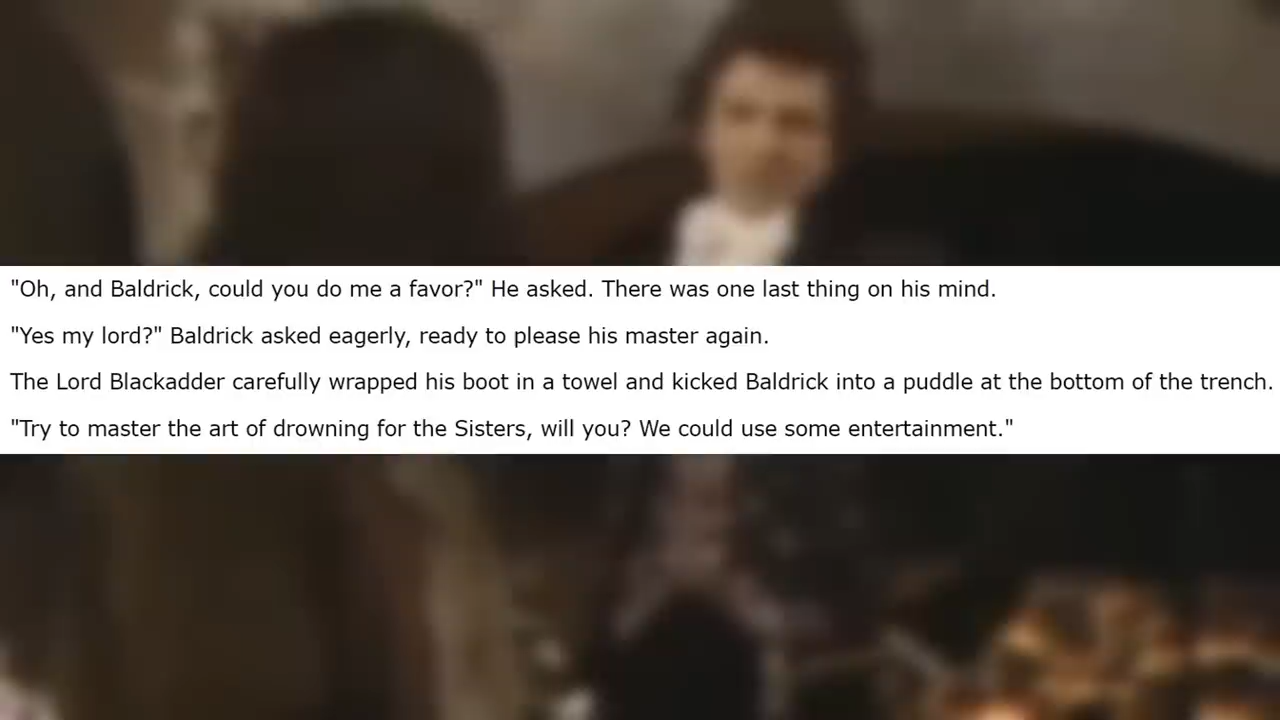 "Oh, and Baldrick, could you do me a favor?" He asked. There was one last thing on his mind.
"Yes my lord?" Baldrick asked eagerly, ready to please his master again.
The Lord Blackadder carefully wrapped his boot in a towel and kicked Baldrick into a puddle at the bottom of the trench.
"Try to master the art of drowning for the Sisters, will you? We could use some entertainment."